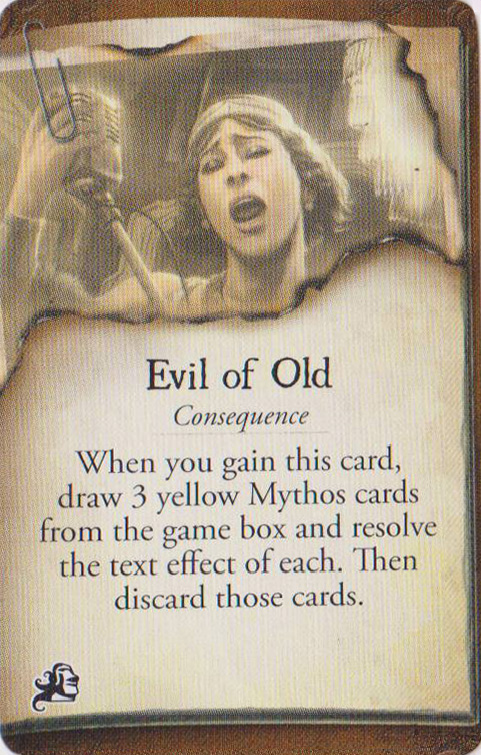 Evil of Old
Consequence
When you gain this card,
draw 3 yellow Mythos cards
from the game box and resolve
the text effect of each. Then
discard those cards.